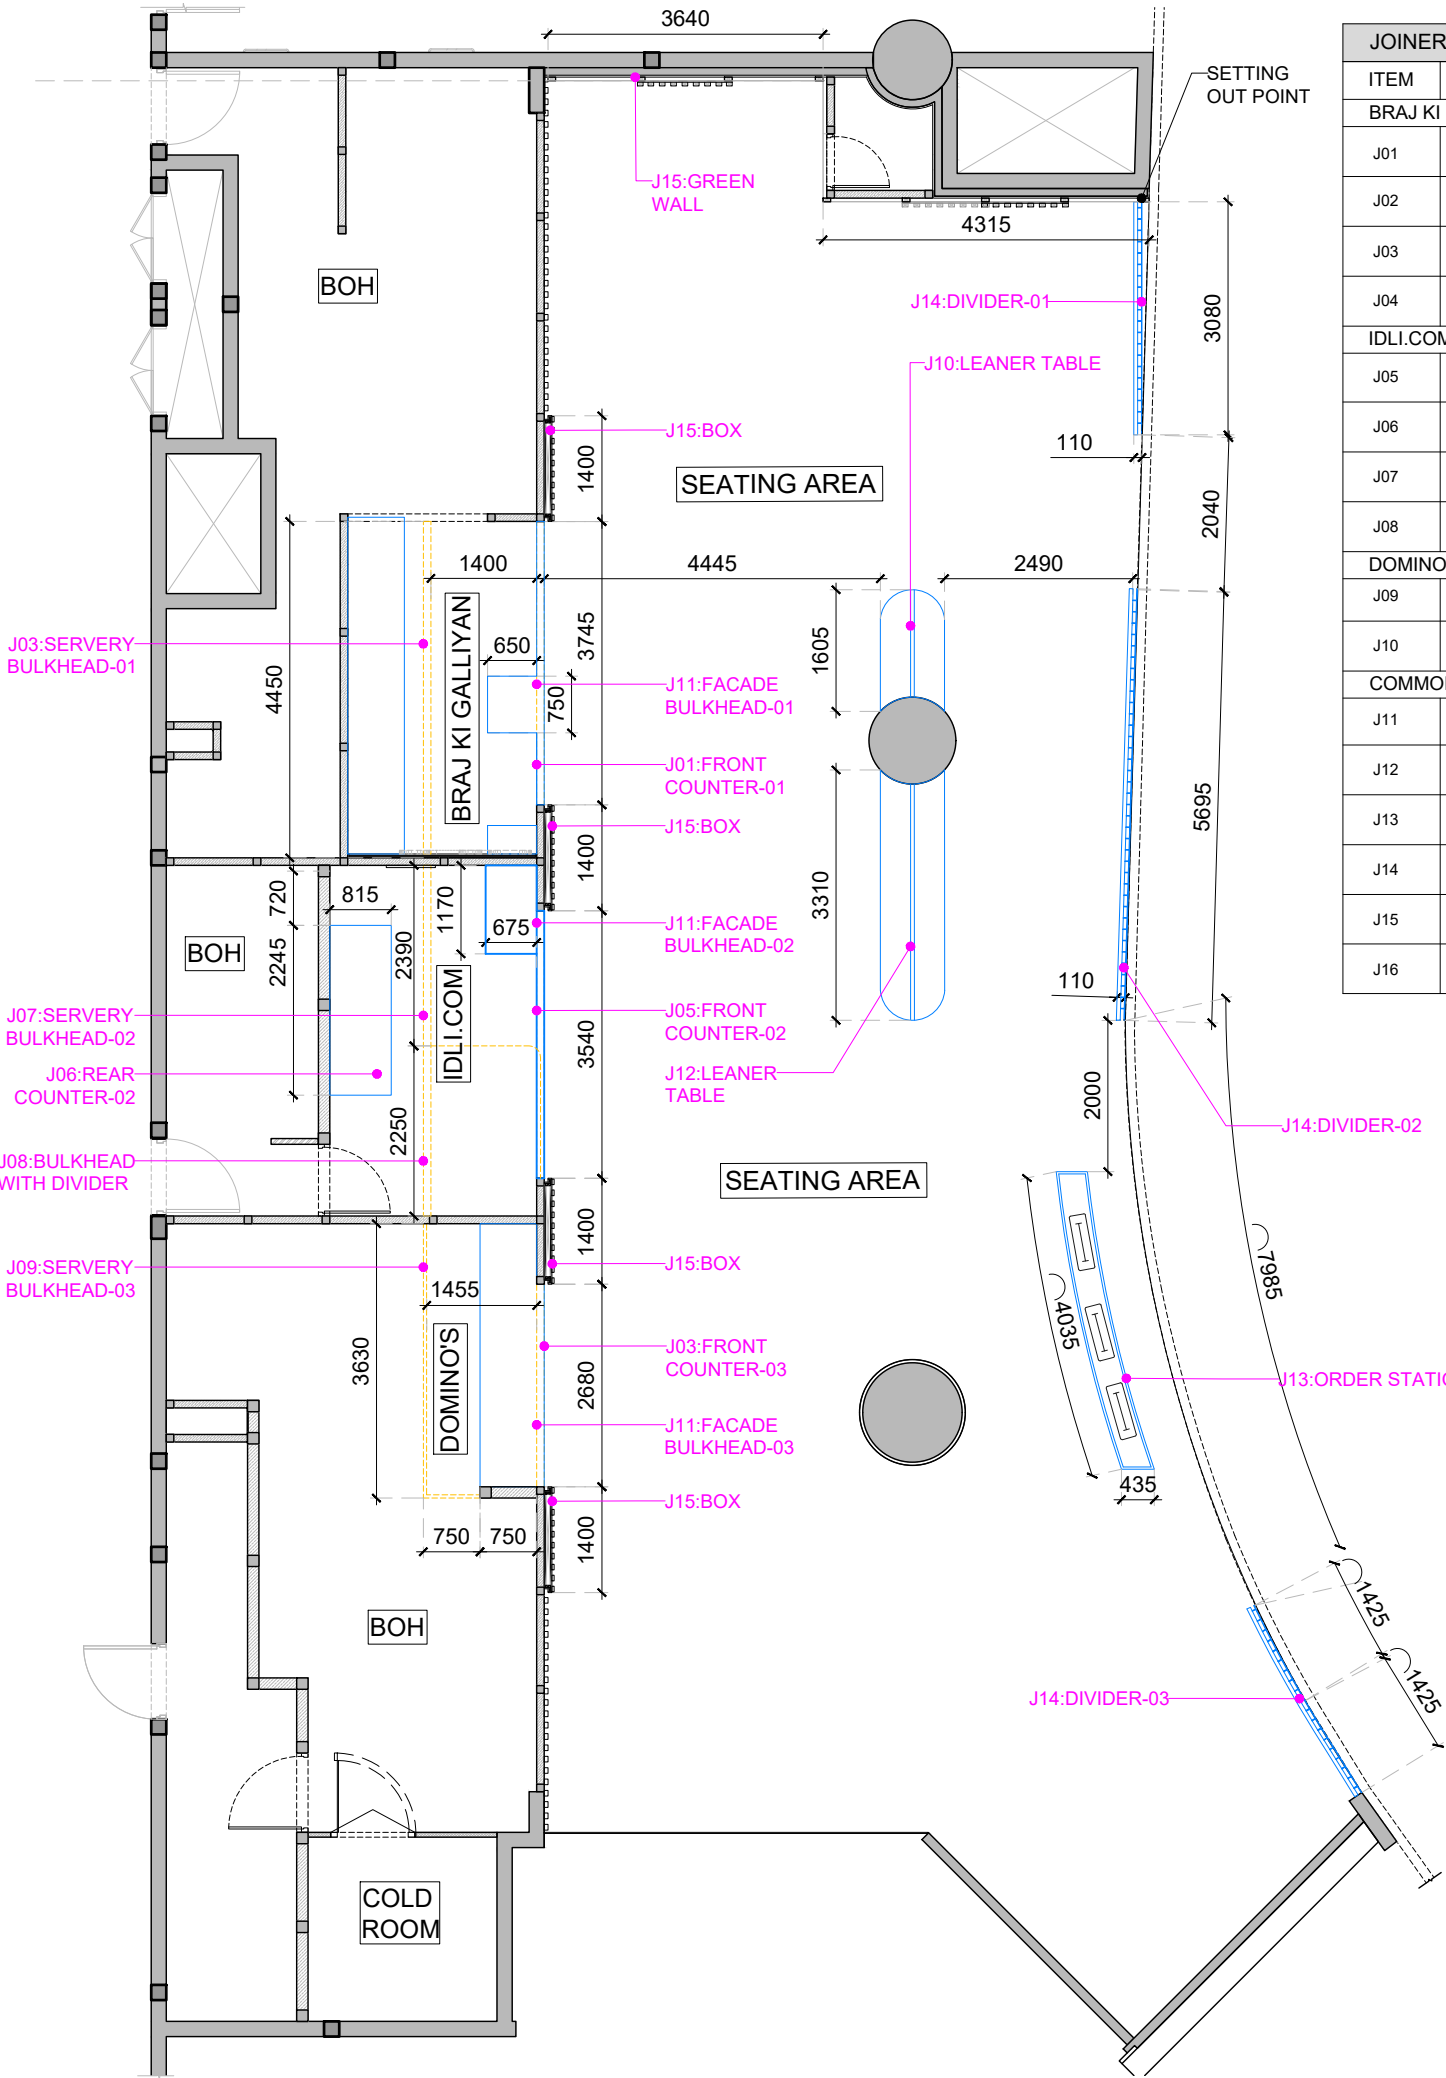 3640
SETTING
OUT POINT
JOINER
ITEM
BRAJ KI
J01
J02
J03
J04
IDLI.COM
J05
J06
J07
J08
DOMINO
J09
J10
COMMO
J11
J12
J13
J14
J15
J16
J15:GREEN
WALL
4315
BOH
J14:DIVIDER-01
3080
J10:LEANER TABLE
J15:BOX
1400
110
SEATING AREA
2040
1400
4445
2490
J03:SERVERY
BULKHEAD-01
4450
BRAJ KI GALLIYAN
650
750
3745
1605
J11:FACADE
BULKHEAD-01
J01:FRONT
COUNTER-01
J15:BOX
1400
5695
3310
720
815
1170
675
2390
2245
BOH
J11:FACADE
BULKHEAD-02
110
J07:SERVERY
BULKHEAD-02
IDLI.COM
J05:FRONT
COUNTER-02
3540
J06:REAR
COUNTER-02
J12:LEANER
TABLE
2000
2250
J14:DIVIDER-02
J08:BULKHEAD
WITH DIVIDER
SEATING AREA
1400
J15:BOX
7985
J09:SERVERY
BULKHEAD-03
1455
4035
3630
DOMINO'S
J03:FRONT
COUNTER-03
2680
J13:ORDER STATIO
J11:FACADE
BULKHEAD-03
435
J15:BOX
750
750
1400
1425
BOH
1425
J14:DIVIDER-03
COLD
ROOM